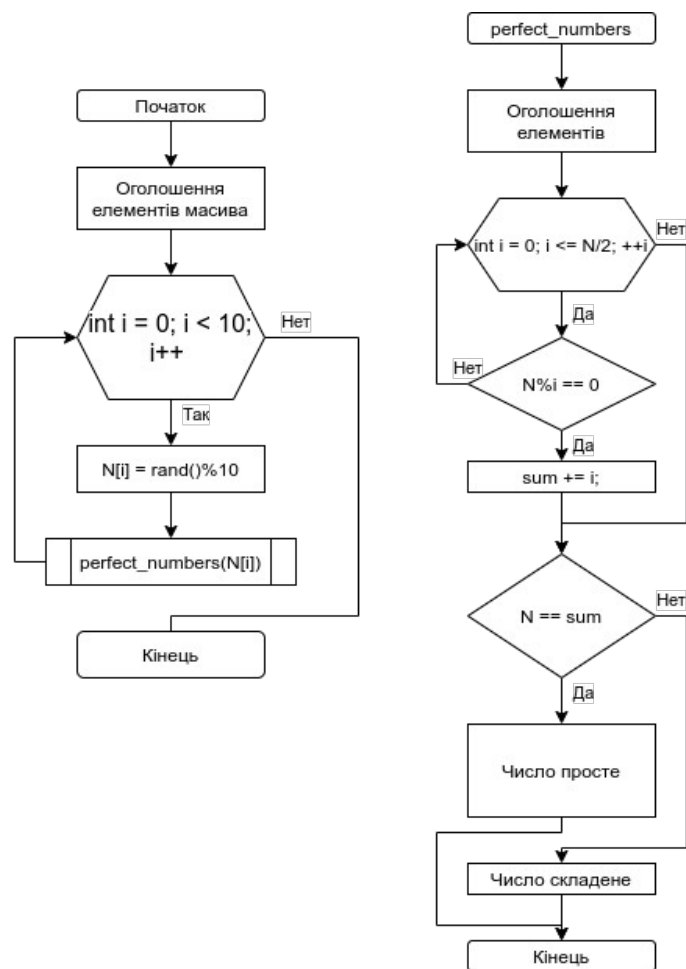 Початок
Оголошення
елементів масива
int i = 0; i < 10;
i++
Нет
Так
N[i] = rand()%10
perfect_numbers(N[i])
Кінець
perfect_numbers
Оголошення
елементів
int i = 0; i <= N/2; ++i
Нет
Да
Нет
N%i == 0
Да
sum += i;
N == sum
Нет
Да
Число просте
Число складене
Кінець